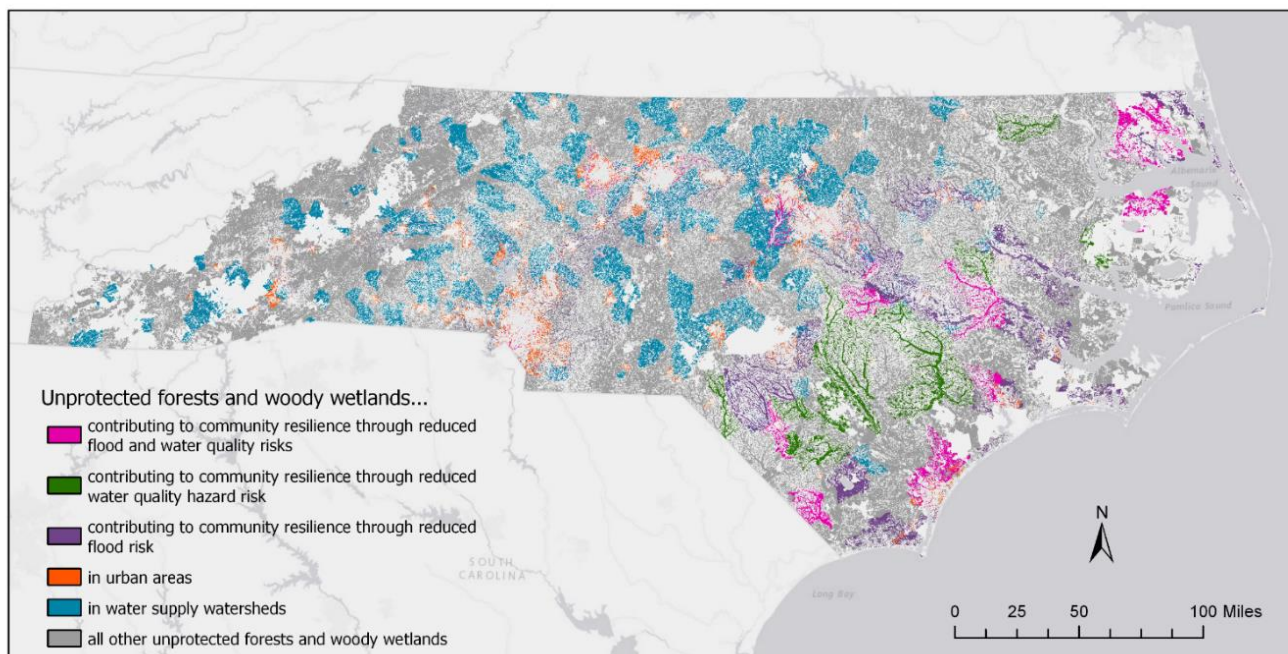 Albemarle
Sound
Pamlico Sound
Unprotected forests and woody wetlands...
contributing to community resilience through reduced
flood and water quality risks
contributing to community resilience through reduced
water quality hazard risk
contributing to community resilience through reduced
flood risk
in urban areas
in water supply watersheds
all other unprotected forests and woody wetlands
SOUTH
CAROLINA
Long Bay
N
0 25 50 100 Miles